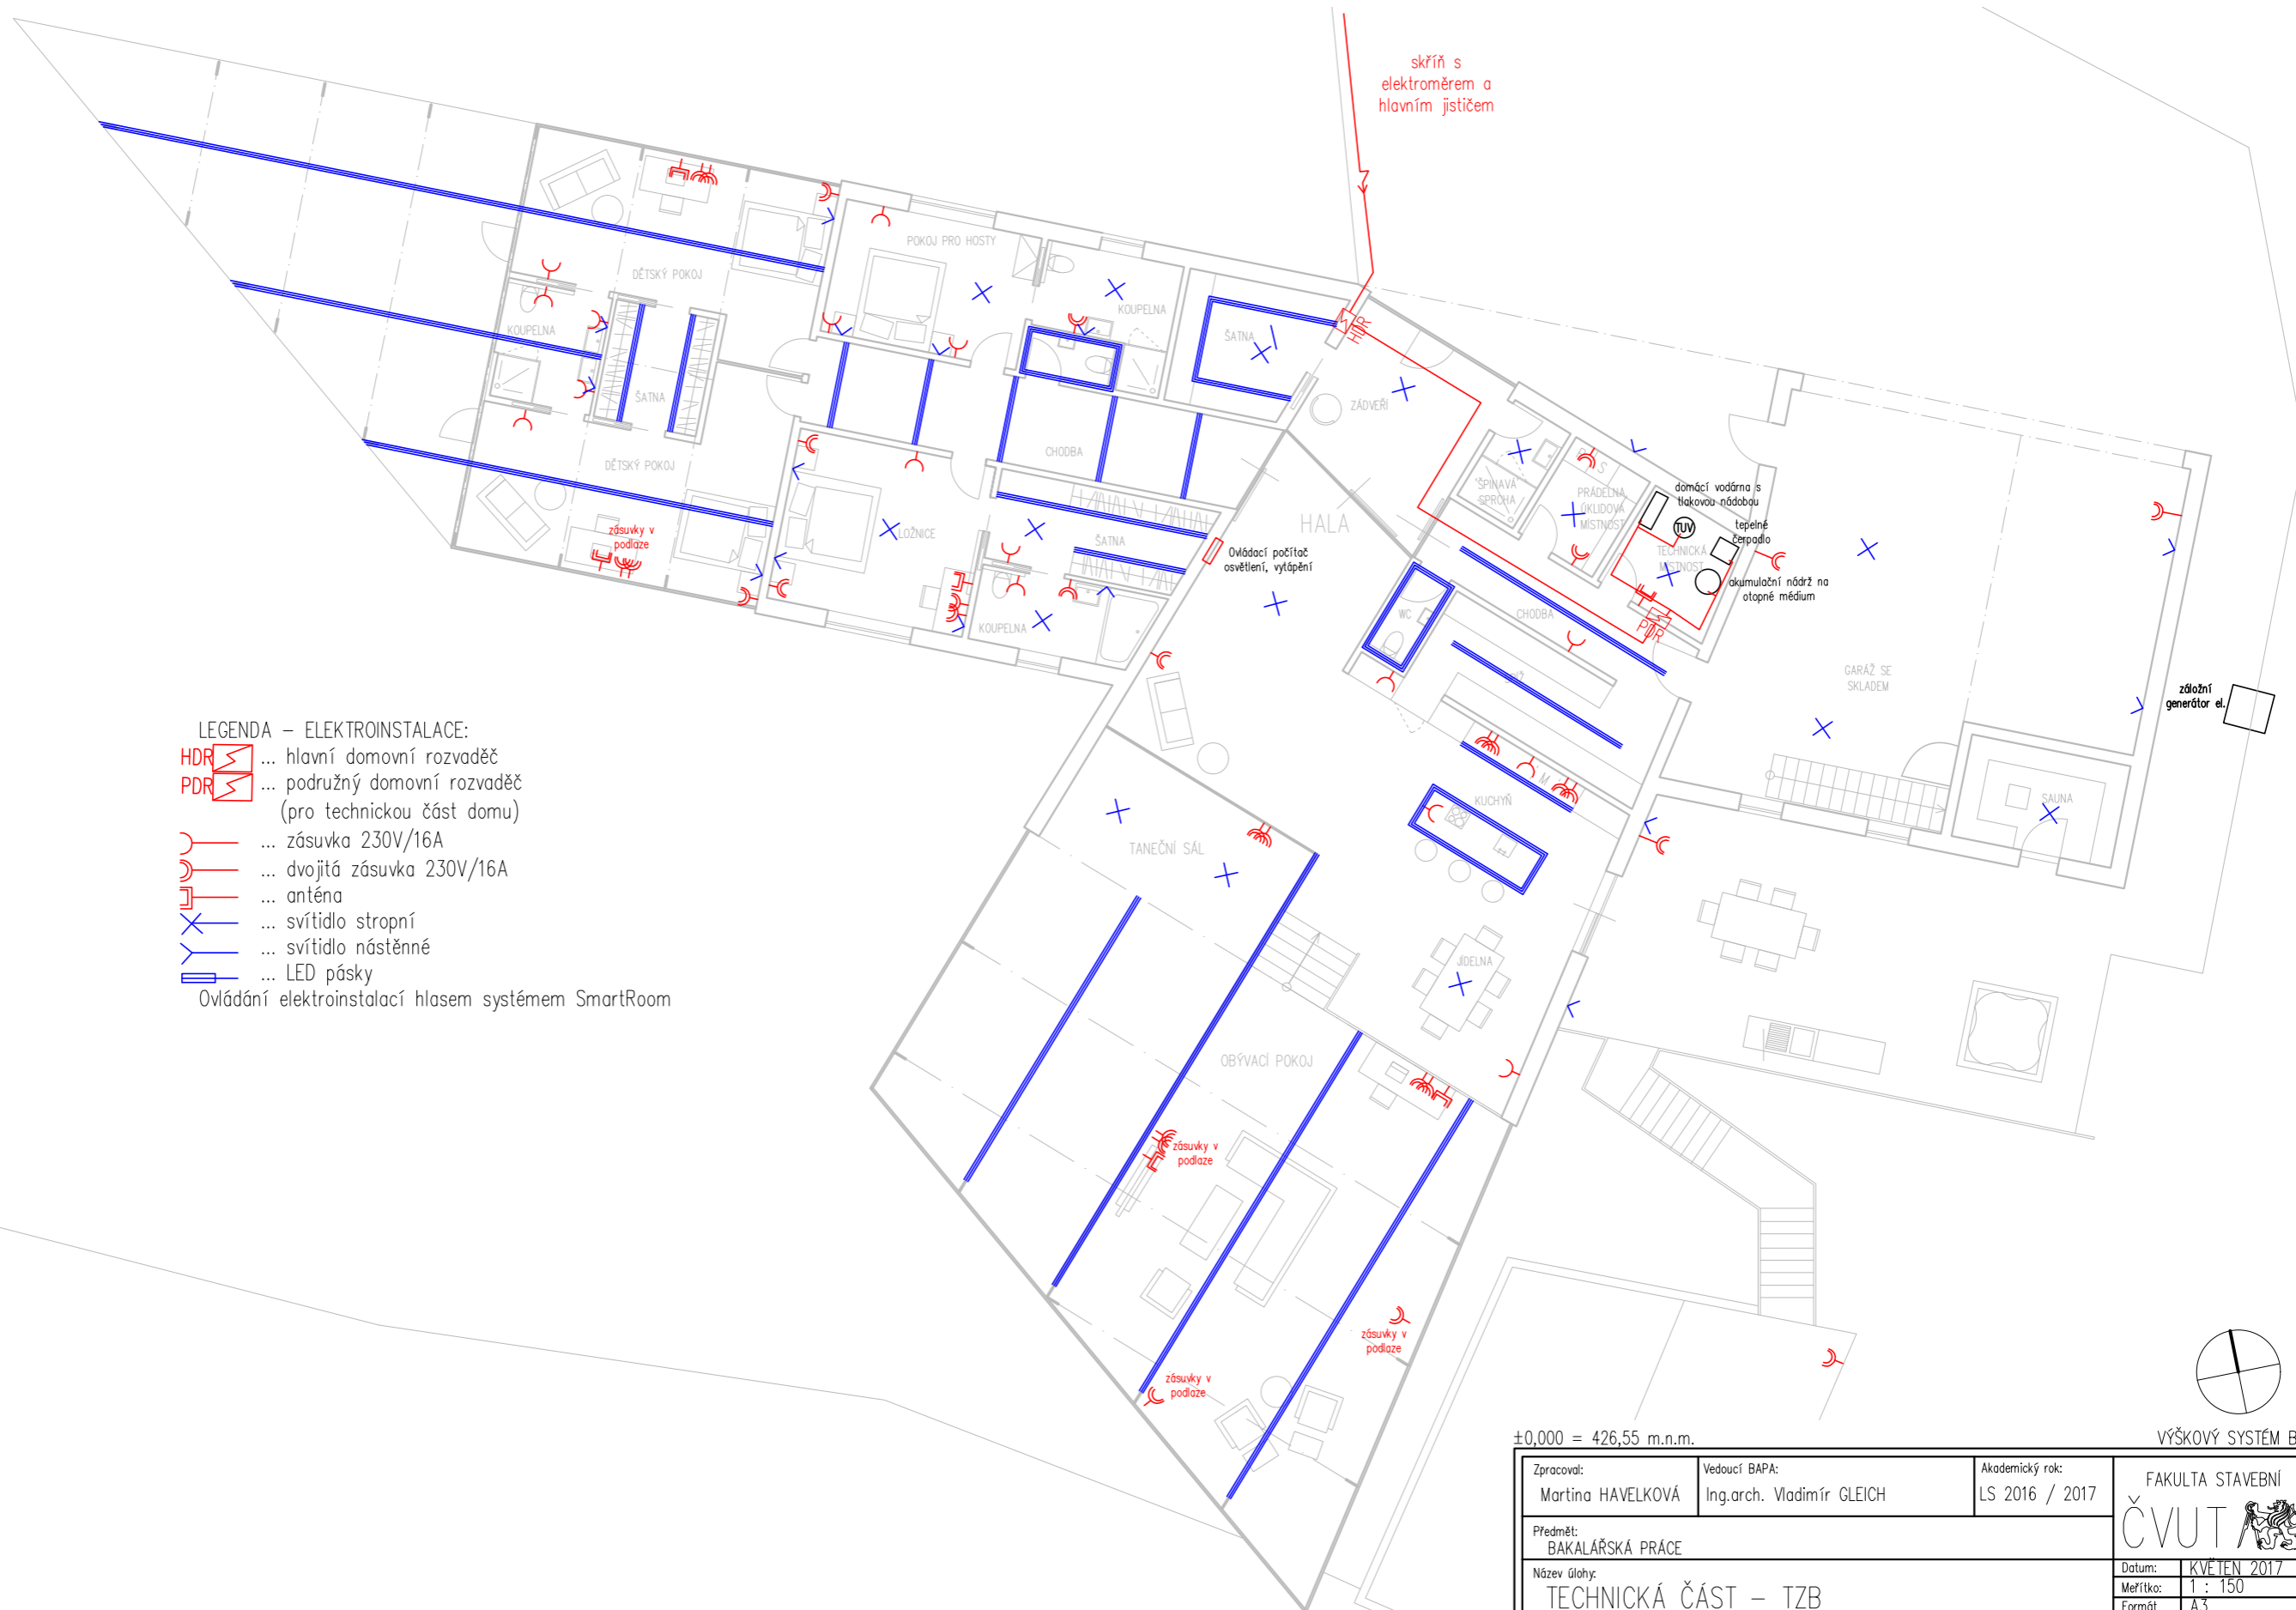 skříň s
elektroměrem a
hlavním jističem
POKOJ PRO HOSTY
DĚTSKÝ POKOJ
KOUPELNA
KOUPELNA
ŠATNA
HDR
ZÁDVEŘÍ
ŠATNA
CHODBA
DĚTSKÝ POKOJ
zásuvky v
podlaze
LOŽNICE
ŠATNA
KOUPELNA
HALA
Ovládací počítač
osvětlení, vytápění
"ŠPINAVÁ"
SPRCHA
S
PRÁDELNA
ÚKLIDOVÁ
MÍSTNOST
domácí vodárna s
tlakovou nádobou
TUV
tepelné
čerpadlo
TECHNICKÁ
MÍSTNOST
akumulační nádrž na
otopné médium
PDR
WC
CHODBA
GARÁŽ SE
SKLADEM
záložní
generátor el.
M
KUCHYŇ
SAUNA
TANEČNÍ SÁL
JÍDELNA
OBÝVACÍ POKOJ
zásuvky v
podlaze
zásuvky v
podlaze
zásuvky v
podlaze
LEGENDA – ELEKTROINSTALACE:
HDR ... hlavní domovní rozvaděč
PDR ... podružný domovní rozvaděč
(pro technickou část domu)
... zásuvka 230V/16A
... dvojitá zásuvka 230V/16A
... anténa
... svítidlo stropní
... svítidlo nástěnné
... LED pásky
Ovládání elektroinstalací hlasem systémem SmartRoom
±0,000 = 426,55 m.n.m.
VÝŠKOVÝ SYSTÉM B
Zpracoval:
Martina HAVELKOVÁ
Vedoucí BAPA:
Ing.arch. Vladimír GLEICH
Akademický rok:
LS 2016 / 2017
FAKULTA STAVEBNÍ
ČVUT
Předmět:
BAKALÁŘSKÁ PRÁCE
Datum: KVĚTEN 2017
Název úlohy:
TECHNICKÁ ČÁST – TZB
Meřítko: 1 : 150
Formát A3